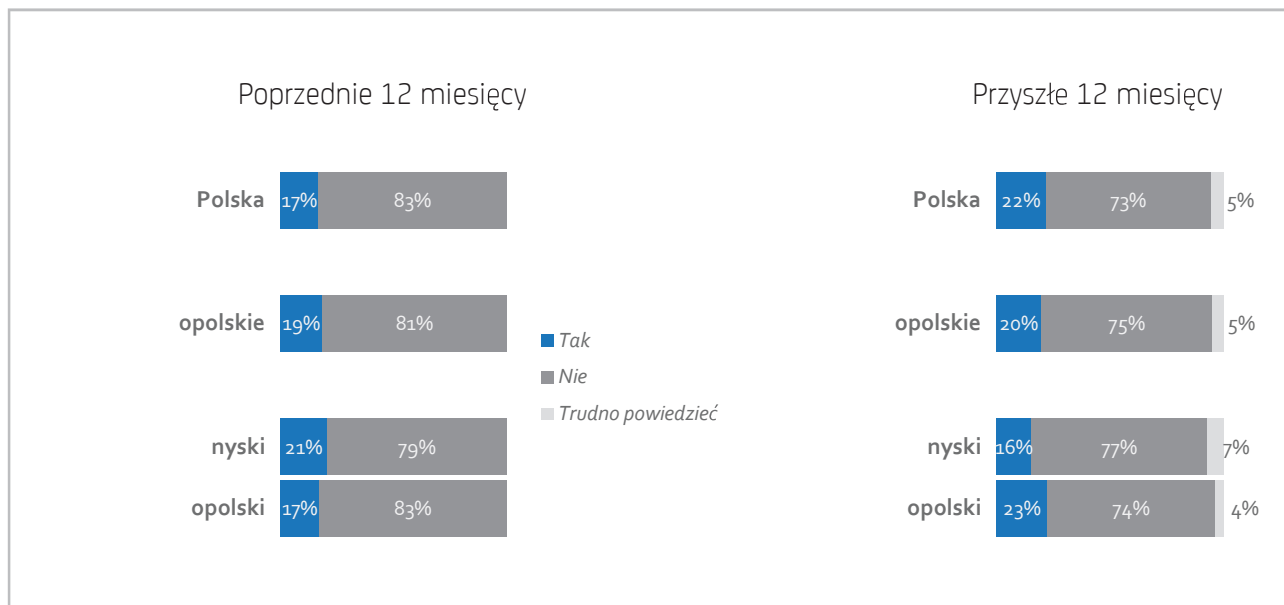 Poprzednie 12 miesięcy
Polska 17% 83%
opolskie 19% 81%
nyski 21% 79%
opolski 17% 83%
Tak
Nie
Trudno powiedzieć
Przyszłe 12 miesięcy
Polska 22% 73% 5%
opolskie 20% 75% 5%
nyski 16% 77% 7%
opolski 23% 74% 4%